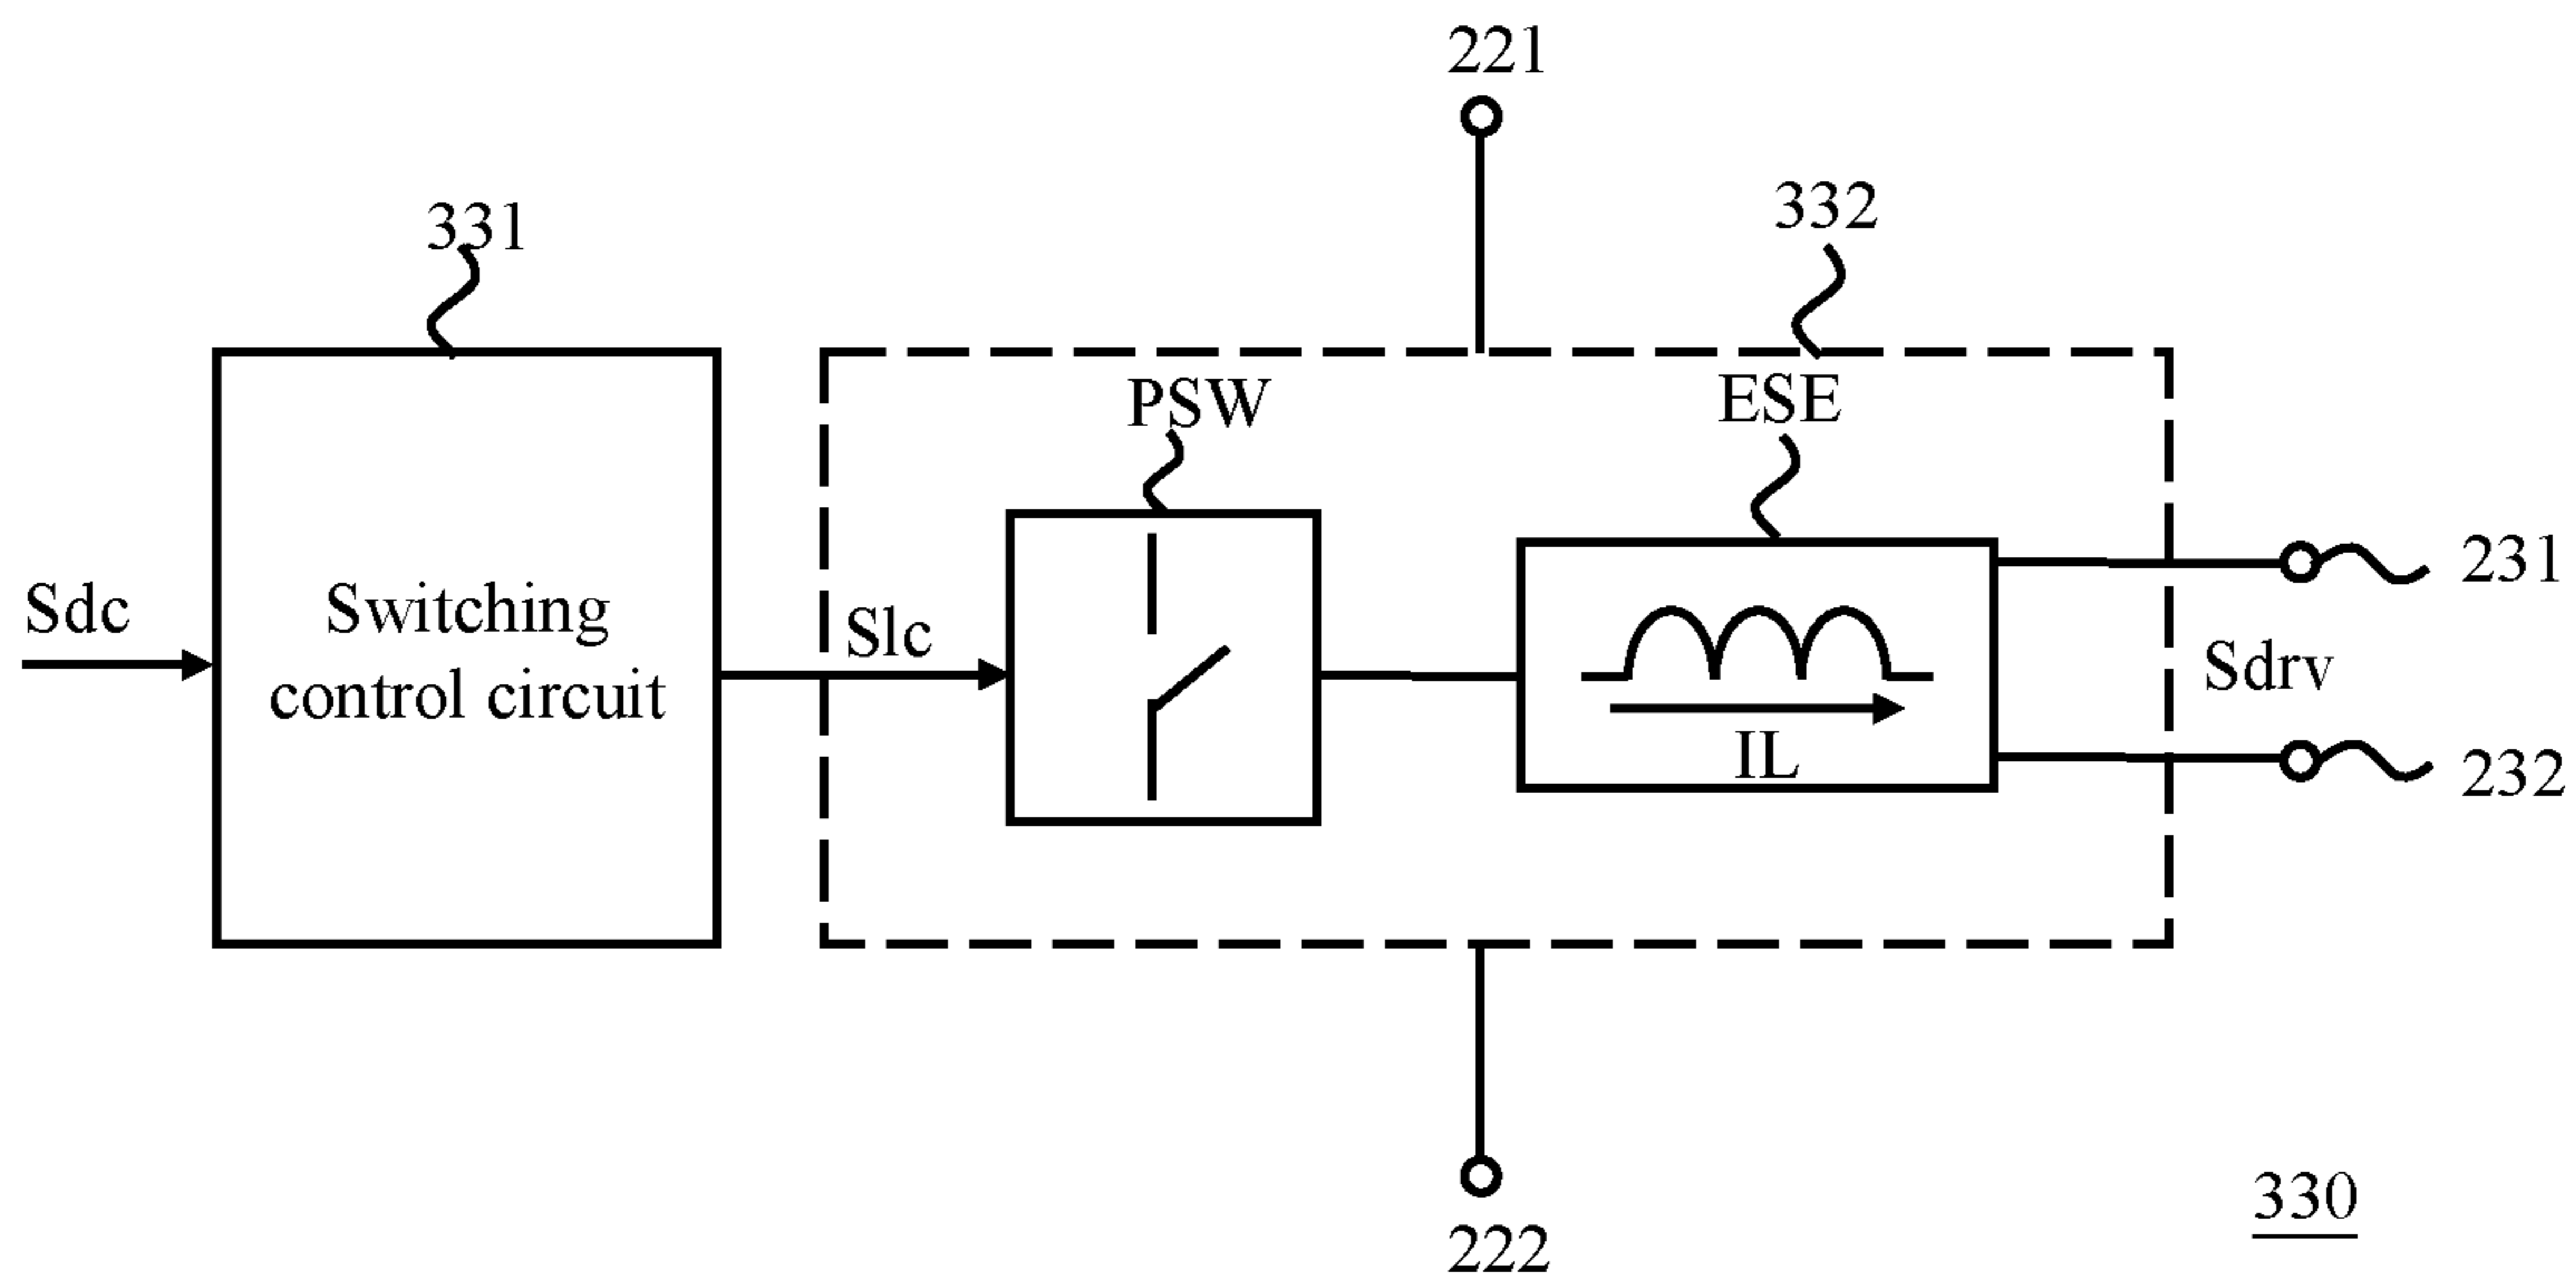 221
331
332
PSW
ESE
Sdc
Switching
control circuit
Slc
IL
231
Sdrv
232
330
222